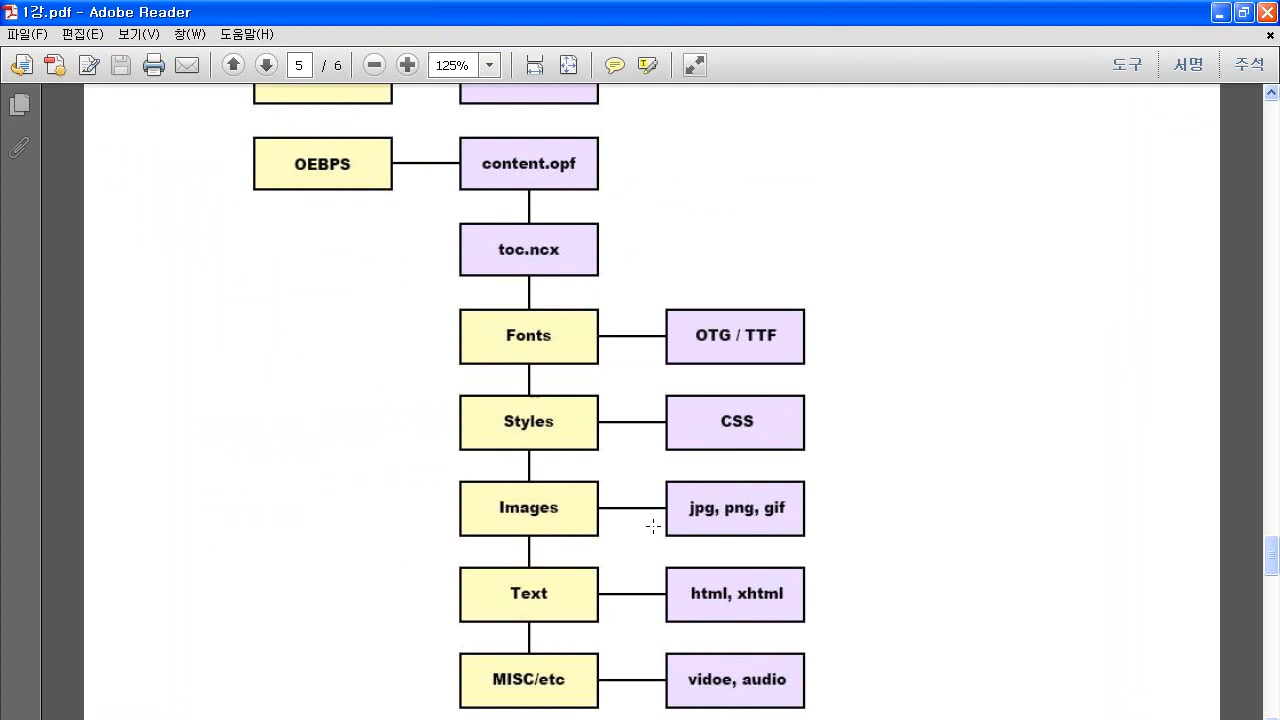 1강.pdf - Adobe Reader
파일(F) 편집(E) 보기(V) 창(W) 도움말(H)
5 / 6 125% 도구 서명 주석
OEBPS content.opf
toc.ncx
Fonts OTG / TTF
Styles CSS
Images jpg, png, gif
Text html, xhtml
MISC/etc vidoe, audio